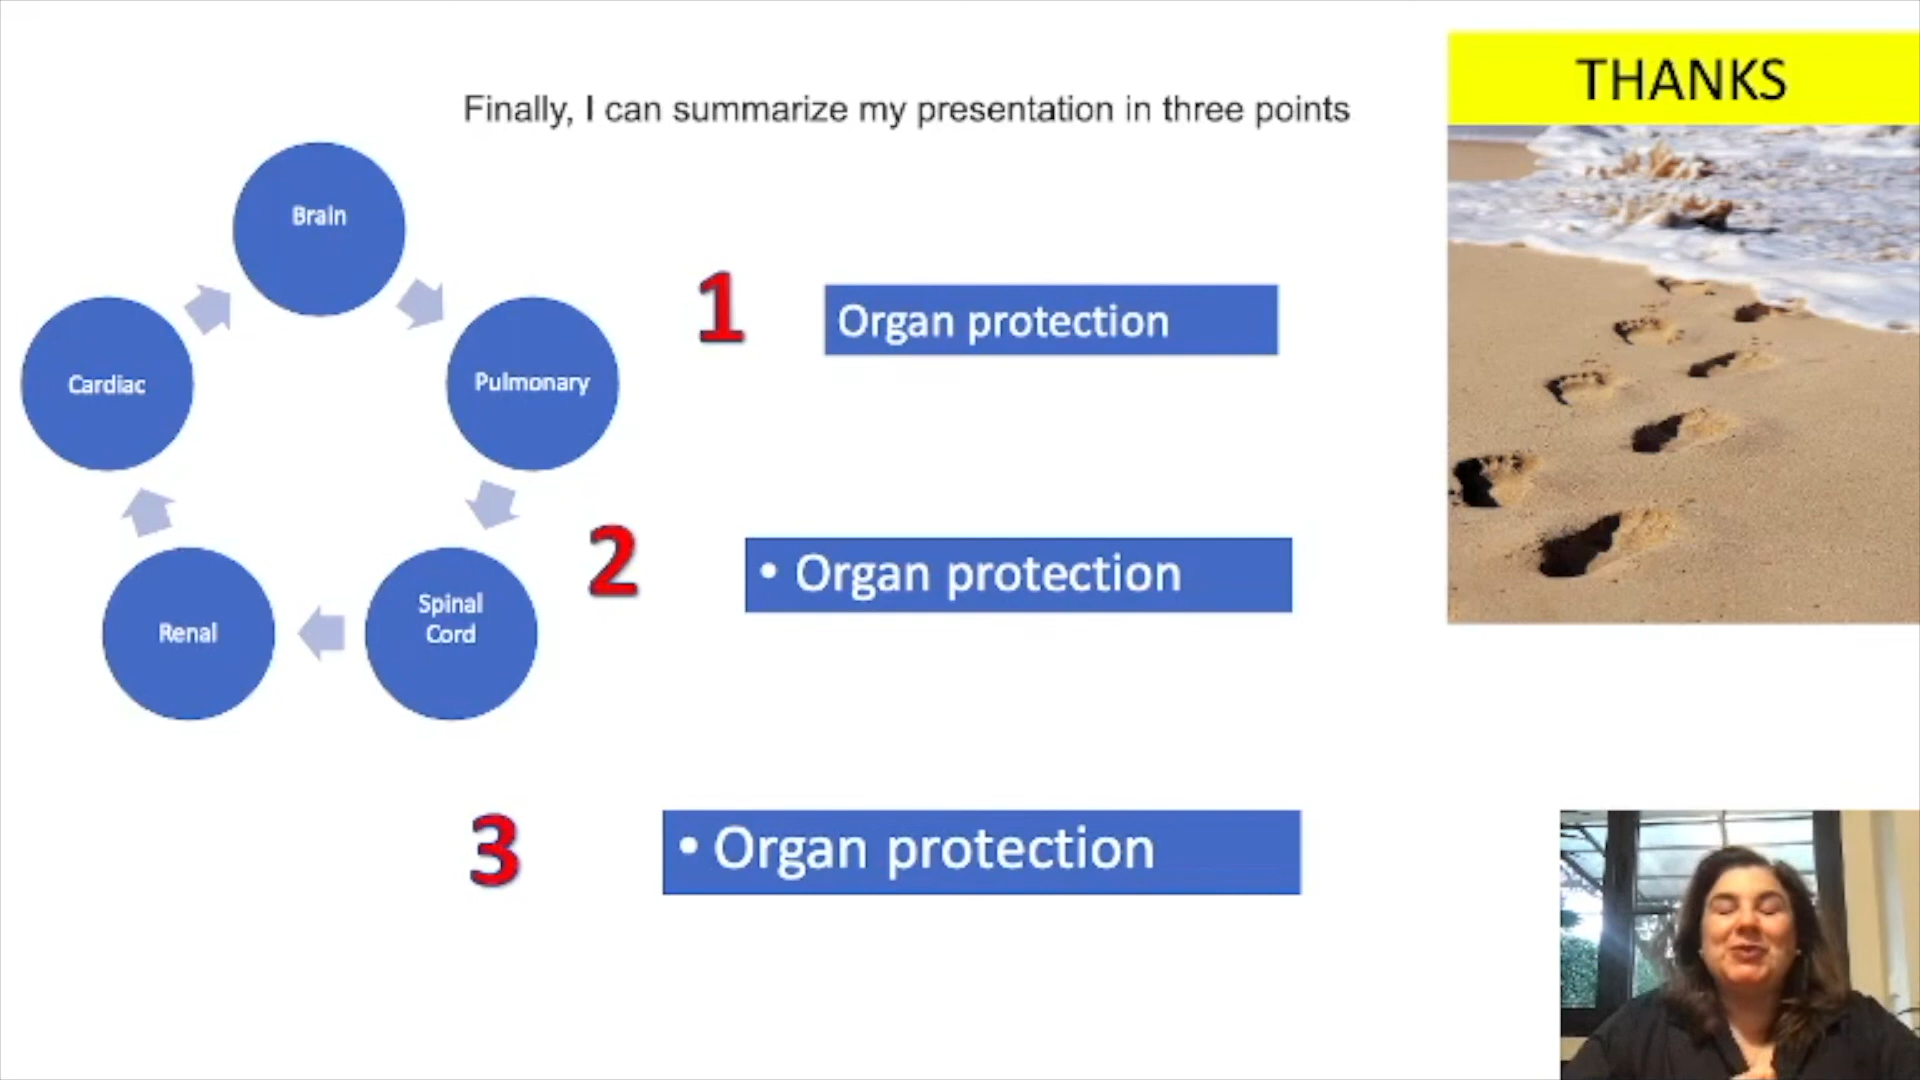 THANKS
Finally, I can summarize my presentation in three points
Brain
Cardiac
Pulmonary
Spinal
Cord
Renal
1
Organ protection
2
• Organ protection
3
• Organ protection